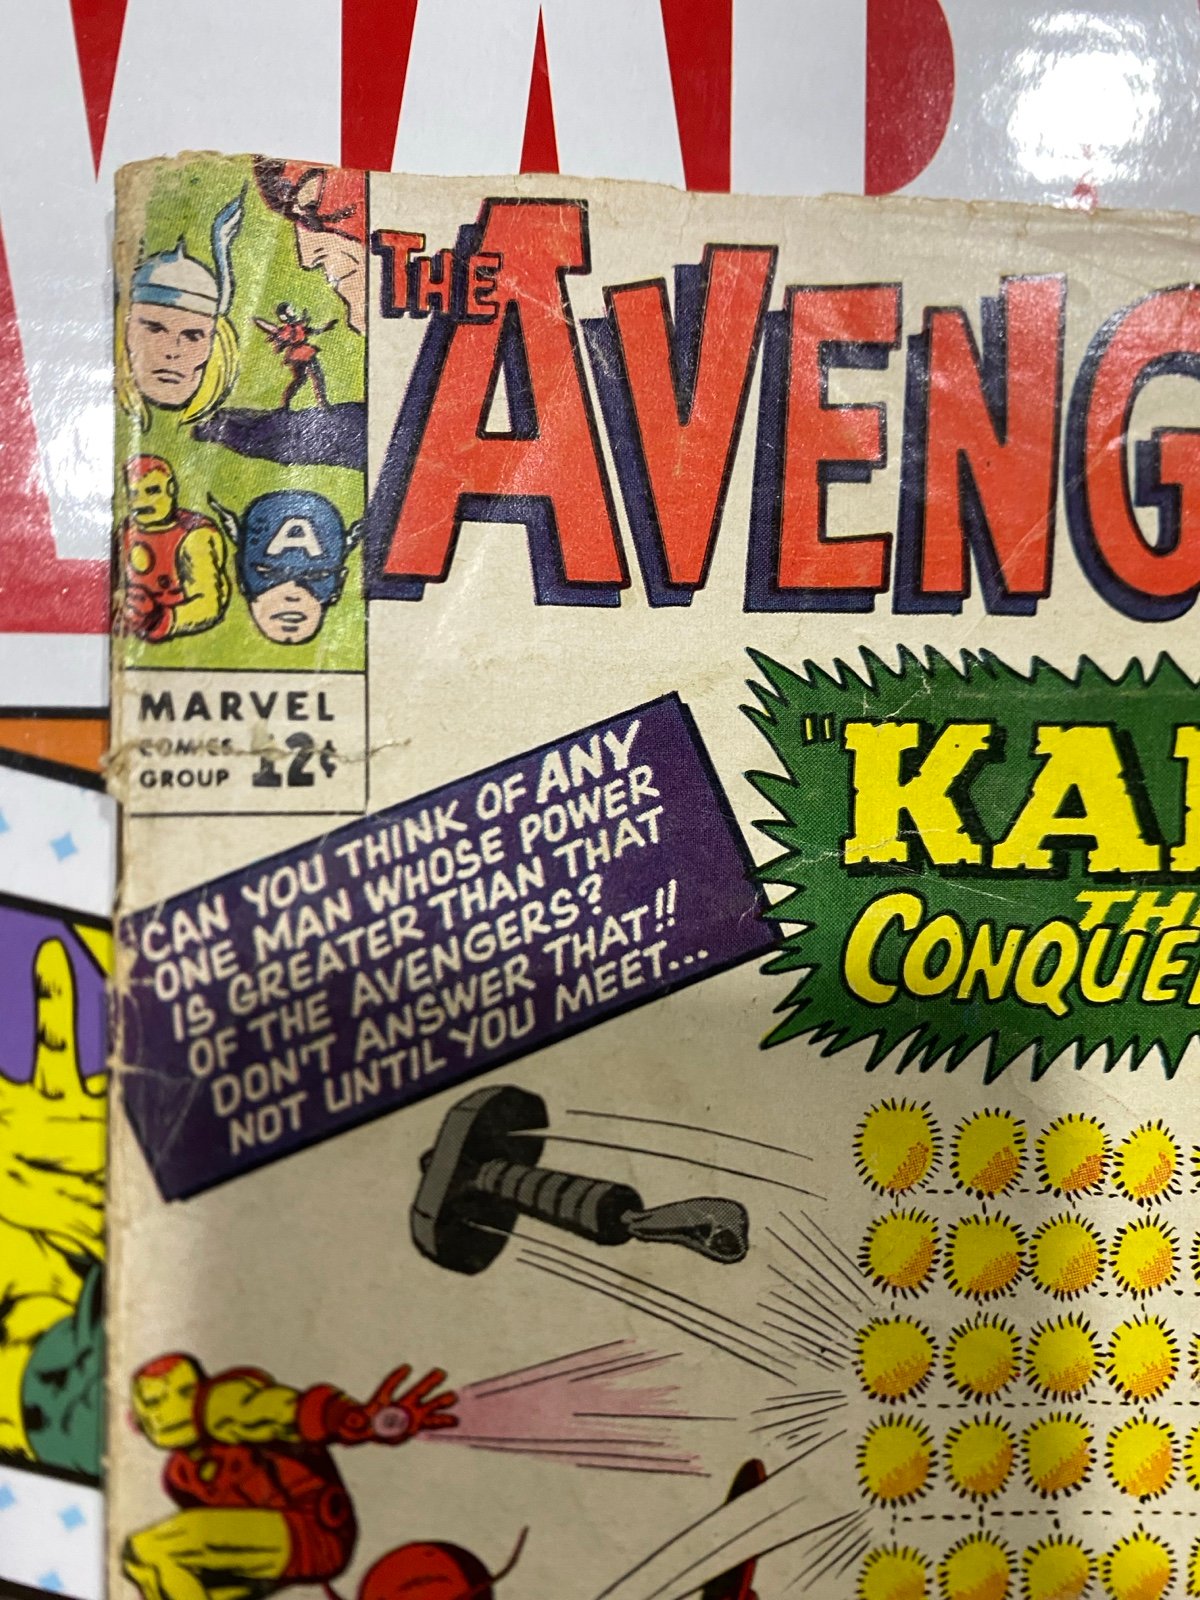 THE AVENG
MARVEL
COMICS
GROUP 12¢
CAN YOU THINK OF ANY
ONE MAN WHOSE POWER
IS GREATER THAN THAT
OF THE AVENGERS?
DON'T ANSWER THAT!!
NOT UNTIL YOU MEET...
"KA
THE
CONQUE
A